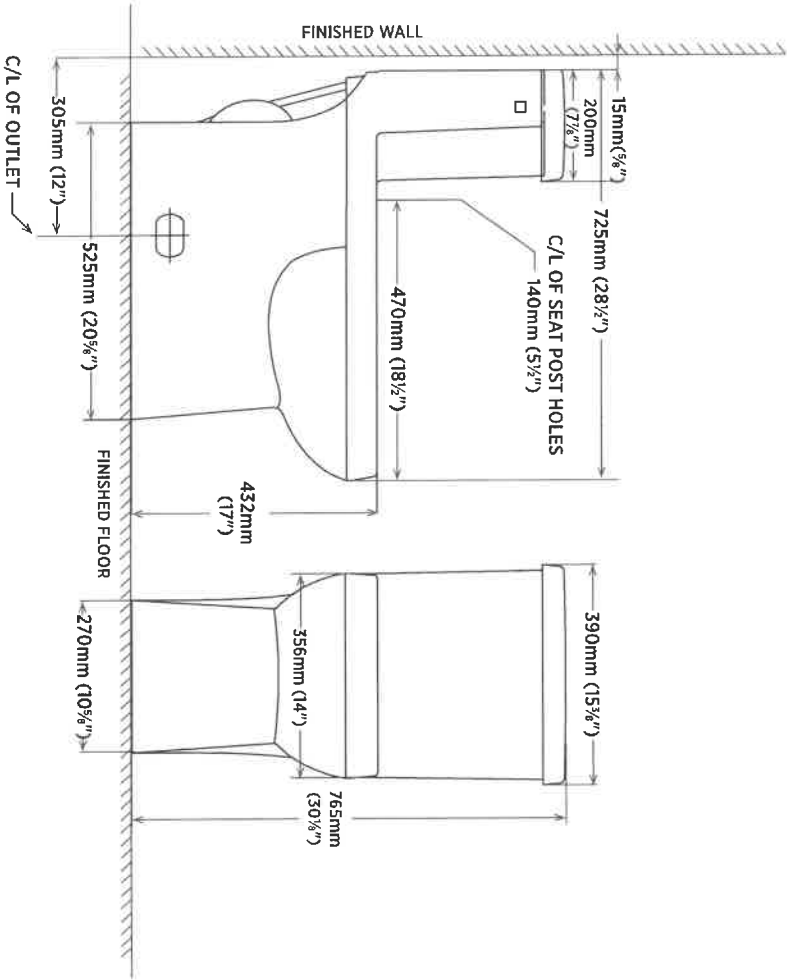 FINISHED WALL
15mm(⅝")
200mm
(7⅞")
725mm (28½")
C/L OF SEAT POST HOLES
140mm (5½")
470mm (18½")
432mm
(17")
305mm (12")
C/L OF OUTLET
525mm (20⅝")
FINISHED FLOOR
390mm (15⅜")
356mm (14")
765mm
(30⅛")
270mm (10⅝")